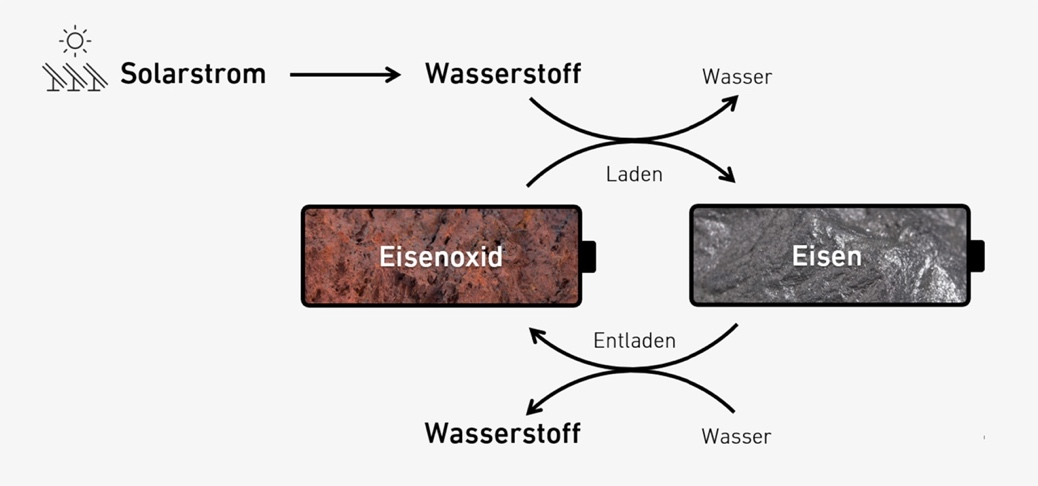 Solarstrom
Wasserstoff
Wasser
Laden
Eisenoxid
Eisen
Entladen
Wasserstoff
Wasser